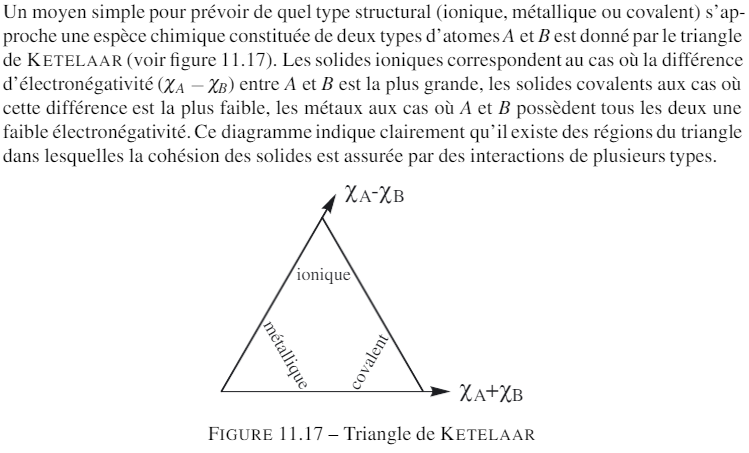 Un moyen simple pour prévoir de quel type structural (ionique, métallique ou covalent) s'ap-
proche une espèce chimique constituée de deux types d'atomes A et B est donné par le triangle
de KETELAAR (voir figure 11.17). Les solides ioniques correspondent au cas où la différence
d'électronégativité (χA − χB) entre A et B est la plus grande, les solides covalents aux cas où
cette différence est la plus faible, les métaux aux cas où A et B possèdent tous les deux une
faible électronégativité. Ce diagramme indique clairement qu'il existe des régions du triangle
dans lesquelles la cohésion des solides est assurée par des interactions de plusieurs types.
χA-χB
ionique
métallique
covalent
χA+χB
FIGURE 11.17 – Triangle de KETELAAR